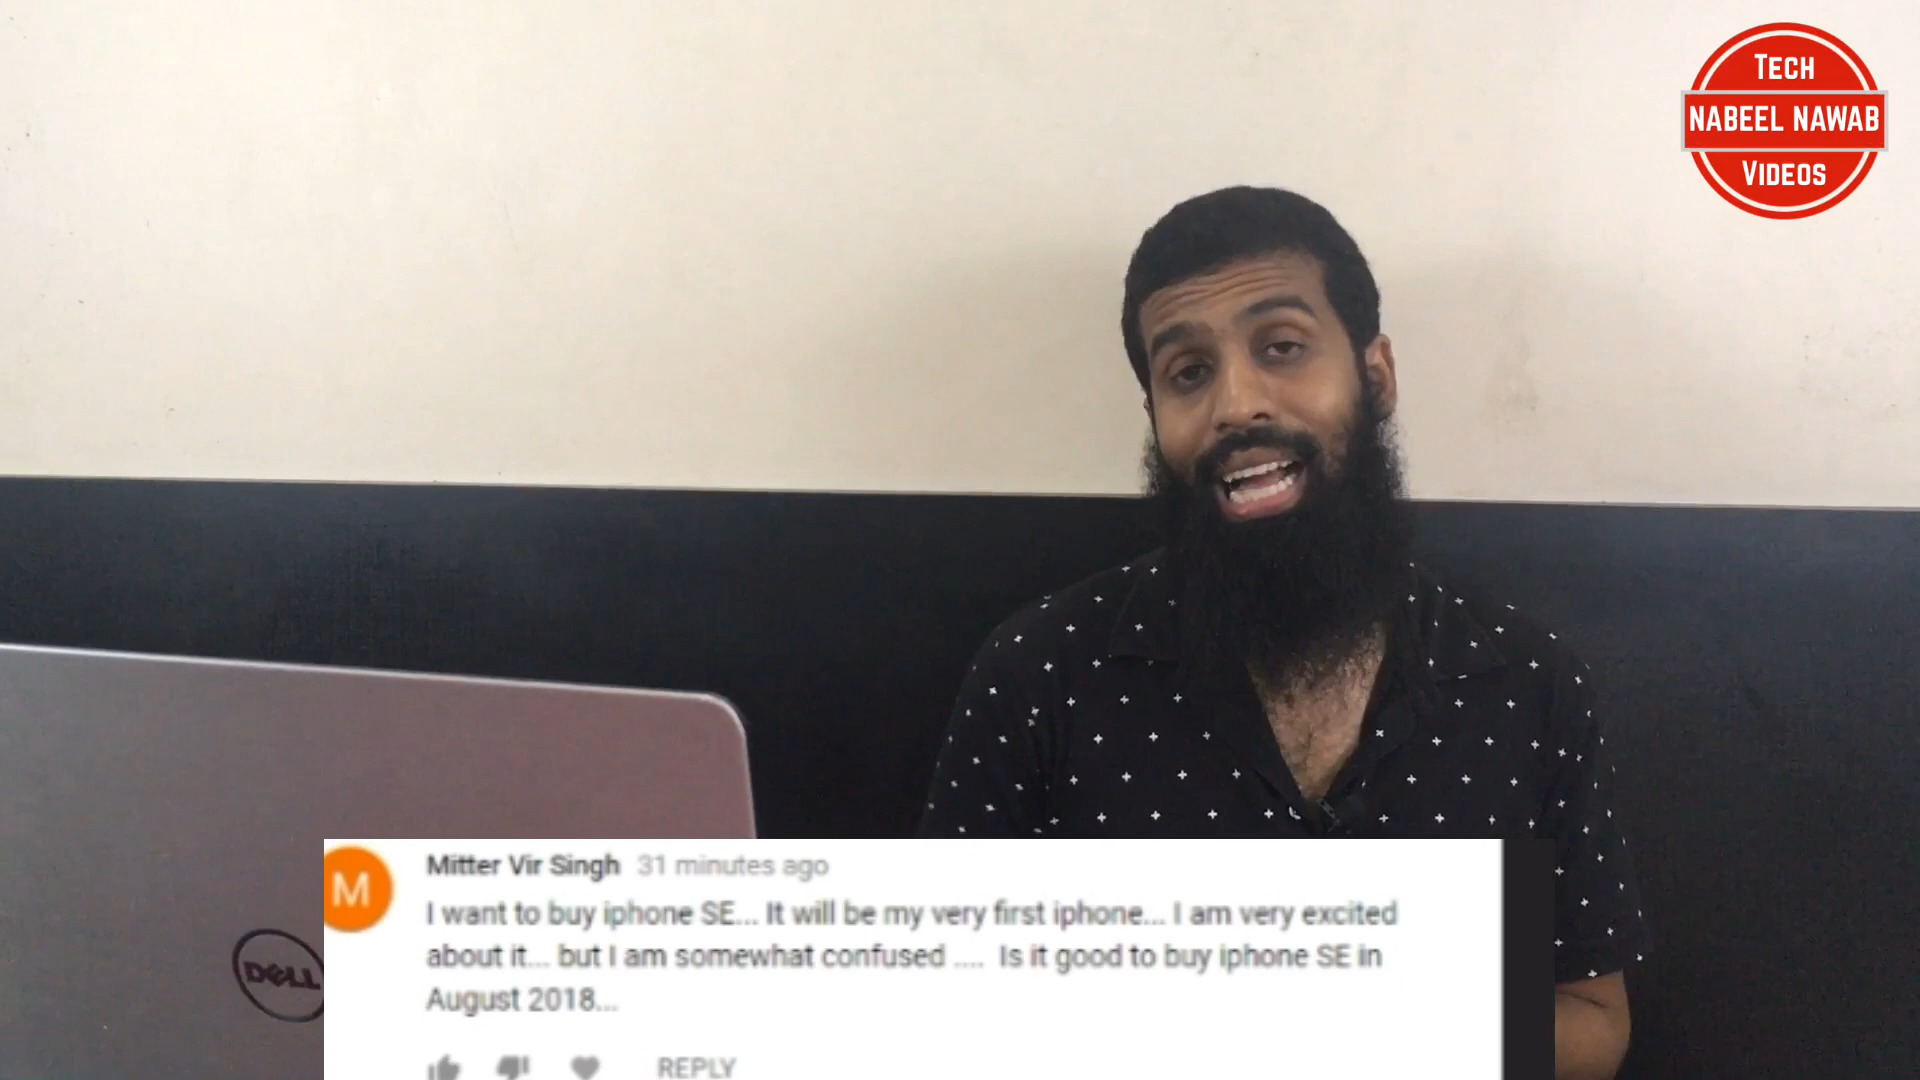 TECH
NABEEL NAWAB
VIDEOS
DELL
M
Mitter Vir Singh 31 minutes ago
I want to buy iphone SE... It will be my very first iphone... I am very excited
about it... but I am somewhat confused .... Is it good to buy iphone SE in
August 2018...
REPLY